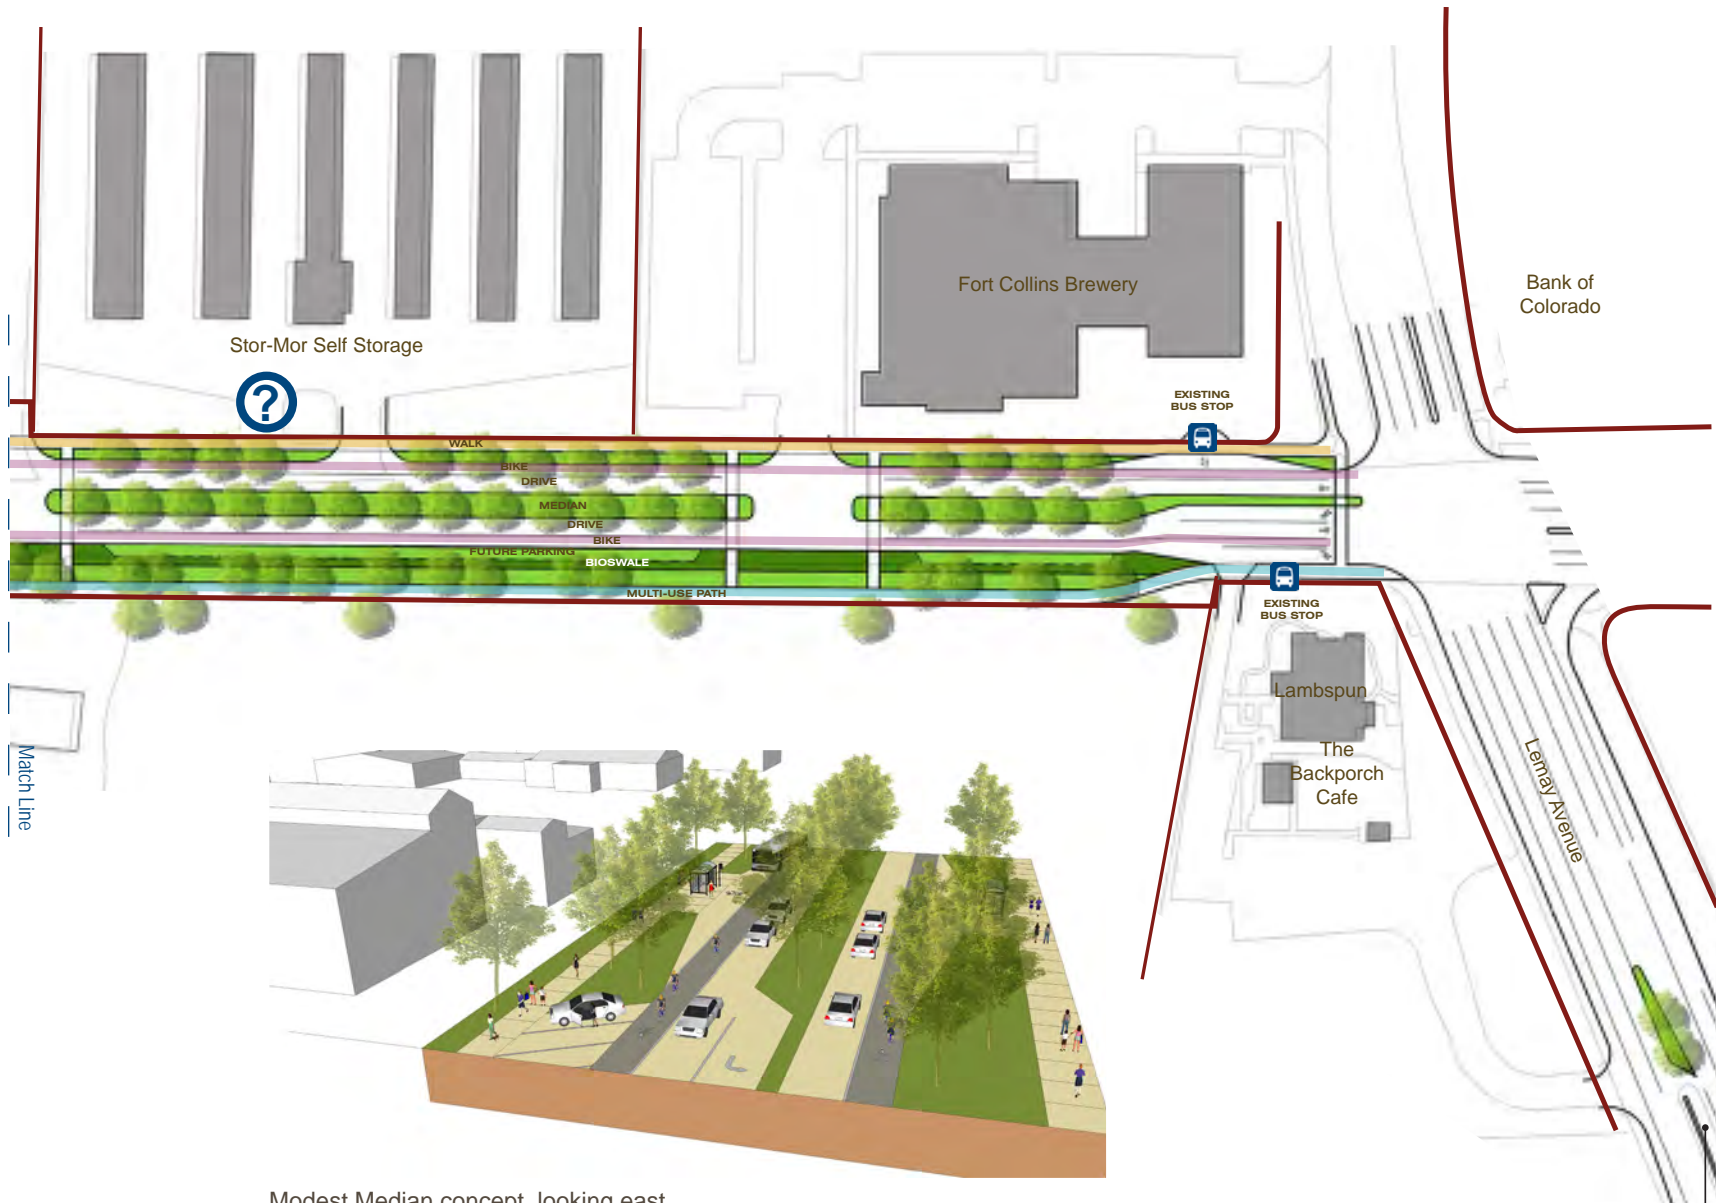 Fort Collins Brewery
Bank of
Colorado
Stor-Mor Self Storage
?
EXISTING
BUS STOP
WALK
BIKE
DRIVE
MEDIAN
DRIVE
BIKE
FUTURE PARKING
BIOSWALE
MULTI-USE PATH
EXISTING
BUS STOP
Lambspun
The
Backporch
Cafe
Lemay Avenue
Match Line
Modest Median concept, looking east